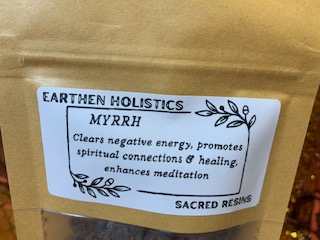 EARTHEN HOLISTICS
MYRRH
Clears negative energy, promotes
spiritual connections & healing,
enhances meditation
SACRED RESINS